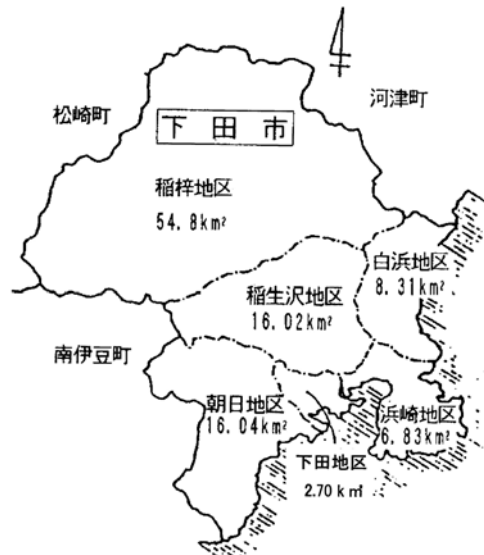 河津町
松崎町
下田市
稲梓地区
54.8km²
白浜地区
8.31km²
稲生沢地区
16.02km²
南伊豆町
朝日地区
16.04km²
浜崎地区
6.83km²
下田地区
2.70 k㎡